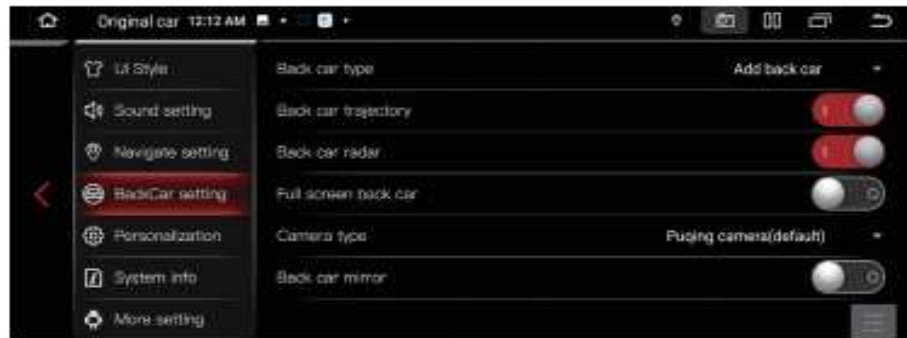 Original car 12:12 AM
UI Style
Back car type
Add back car
Sound setting
Back car trajectory
Navigate setting
Back car radar
BackCar setting
Full screen back car
Personalization
Camera type
Puqing camera(default)
System info
Back car mirror
More setting